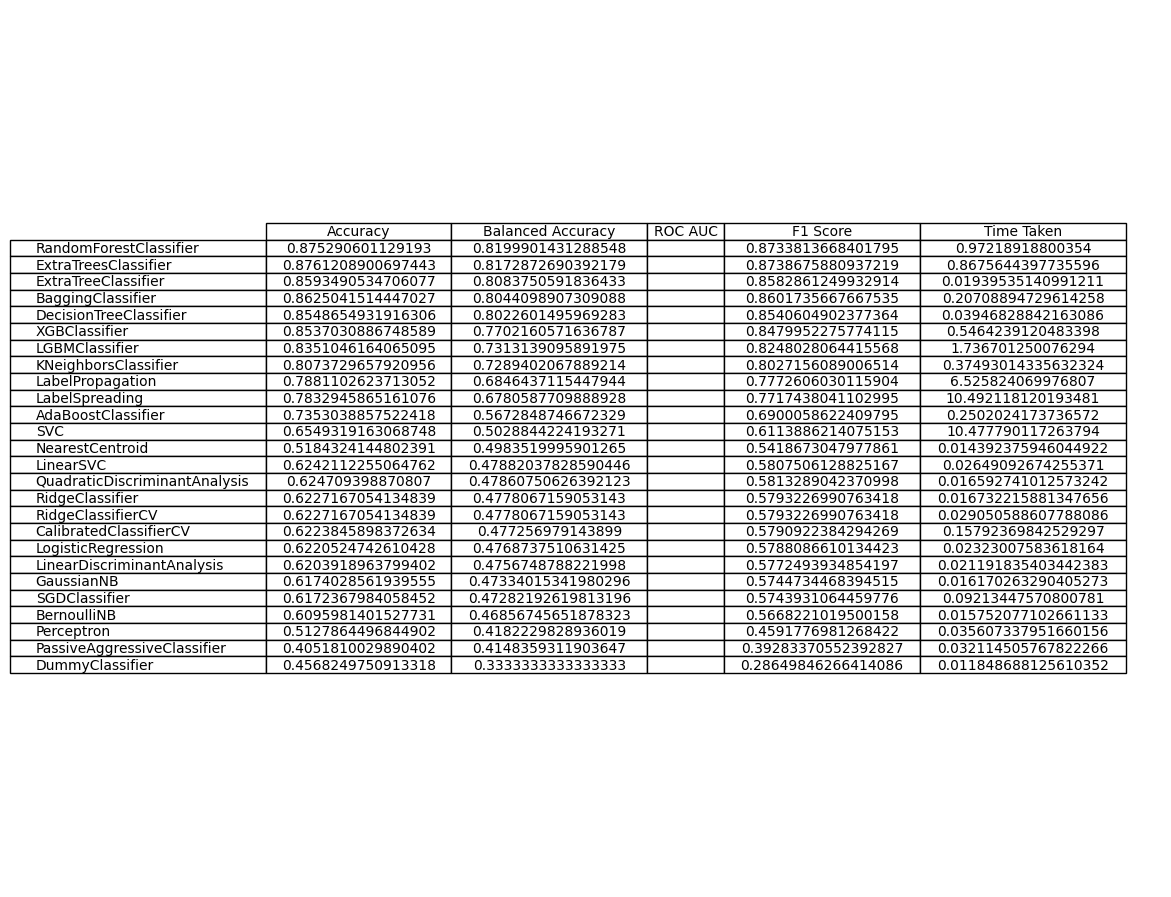 Accuracy Balanced Accuracy ROC AUC F1 Score Time Taken
RandomForestClassifier 0.875290601129193 0.8199901431288548 0.8733813668401795 0.97218918800354
ExtraTreesClassifier 0.8761208900697443 0.8172872690392179 0.8738675880937219 0.8675644397735596
ExtraTreeClassifier 0.8593490534706077 0.8083750591836433 0.8582861249932914 0.01939535140991211
BaggingClassifier 0.8625041514447027 0.8044098907309088 0.8601735667667535 0.20708894729614258
DecisionTreeClassifier 0.8548654931916306 0.8022601495969283 0.8540604902377364 0.03946828842163086
XGBClassifier 0.8537030886748589 0.7702160571636787 0.8479952275774115 0.5464239120483398
LGBMClassifier 0.8351046164065095 0.7313139095891975 0.8248028064415568 1.736701250076294
KNeighborsClassifier 0.8073729657920956 0.7289402067889214 0.8027156089006514 0.37493014335632324
LabelPropagation 0.7881102623713052 0.6846437115447944 0.7772606030115904 6.525824069976807
LabelSpreading 0.7832945865161076 0.6780587709888928 0.7717438041102995 10.492118120193481
AdaBoostClassifier 0.7353038857522418 0.5672848746672329 0.6900058622409795 0.2502024173736572
SVC 0.6549319163068748 0.5028844224193271 0.6113886214075153 10.477790117263794
NearestCentroid 0.5184324144802391 0.4983519995901265 0.5418673047977861 0.014392375946044922
LinearSVC 0.6242112255064762 0.47882037828590446 0.5807506128825167 0.02649092674255371
QuadraticDiscriminantAnalysis 0.624709398870807 0.47860750626392123 0.5813289042370998 0.016592741012573242
RidgeClassifier 0.6227167054134839 0.4778067159053143 0.5793226990763418 0.016732215881347656
RidgeClassifierCV 0.6227167054134839 0.4778067159053143 0.5793226990763418 0.029050588607788086
CalibratedClassifierCV 0.6223845898372634 0.477256979143899 0.5790922384294269 0.15792369842529297
LogisticRegression 0.6220524742610428 0.4768737510631425 0.5788086610134423 0.02323007583618164
LinearDiscriminantAnalysis 0.6203918963799402 0.4756748788221998 0.5772493934854197 0.021191835403442383
GaussianNB 0.6174028561939555 0.47334015341980296 0.5744734468394515 0.016170263290405273
SGDClassifier 0.6172367984058452 0.47282192619813196 0.5743931064459776 0.09213447570800781
BernoulliNB 0.6095981401527731 0.46856745651878323 0.5668221019500158 0.015752077102661133
Perceptron 0.5127864496844902 0.4182229828936019 0.4591776981268422 0.035607337951660156
PassiveAggressiveClassifier 0.4051810029890402 0.4148359311903647 0.39283370552392827 0.032114505767822266
DummyClassifier 0.4568249750913318 0.3333333333333333 0.28649846266414086 0.011848688125610352